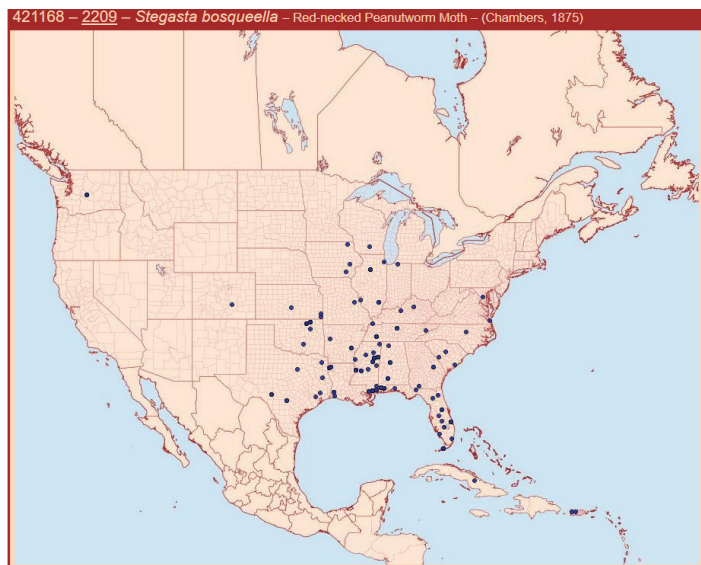 421168 – 2209 – Stegasta bosqueella – Red-necked Peanutworm Moth – (Chambers, 1875)